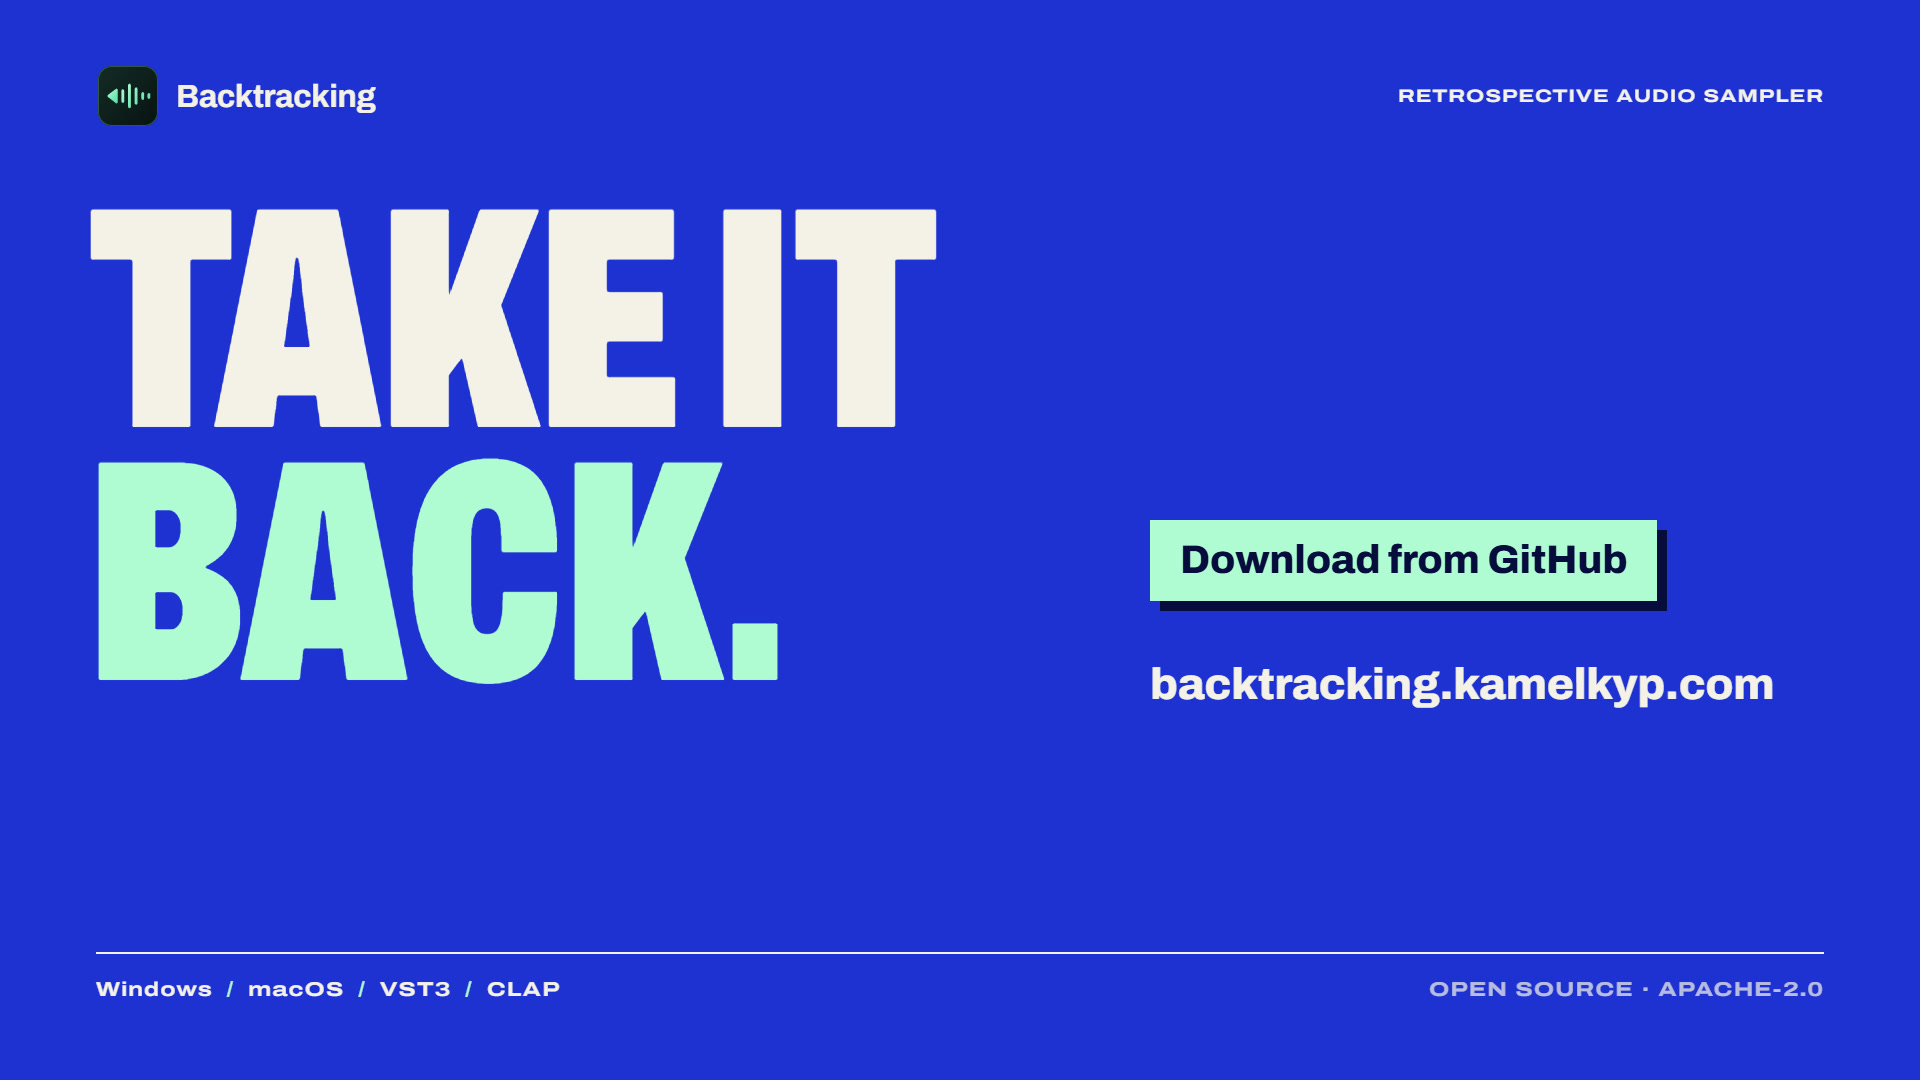 Backtracking
RETROSPECTIVE AUDIO SAMPLER
TAKE IT
BACK.
Download from GitHub
backtracking.kamelkyp.com
Windows / macOS / VST3 / CLAP
OPEN SOURCE · APACHE-2.0